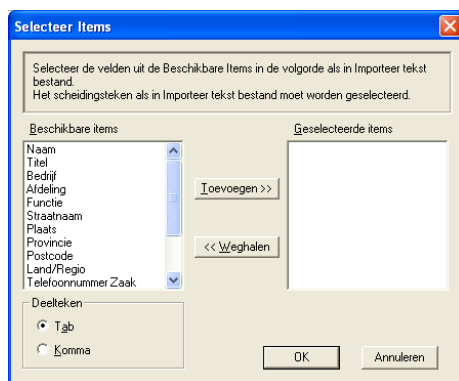 Selecteer Items
Selecteer de velden uit de Beschikbare Items in de volgorde als in Importeer tekst
bestand.
Het scheidingsteken als in Importeer tekst bestand moet worden geselecteerd.
Beschikbare items
Geselecteerde items
Naam
Titel
Bedrijf
Afdeling
Functie
Straatnaam
Plaats
Provincie
Postcode
Land/Regio
Telefoonnummer Zaak
Toevoegen >>
<< Weghalen
Deelteken
Tab
Komma
OK
Annuleren